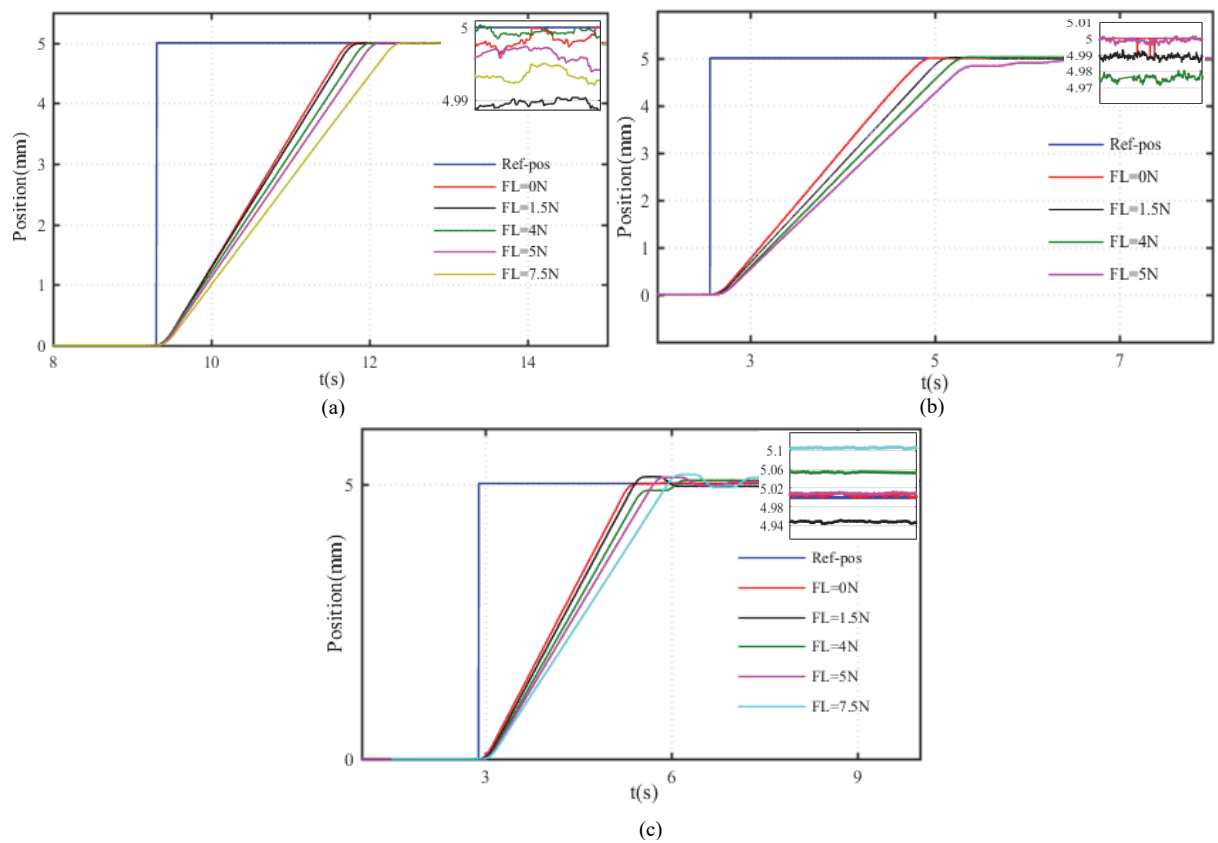 5
4
3
2
1
0
Position(mm)
8
10
12
14
t(s)
5
4.99
Ref-pos
FL=0N
FL=1.5N
FL=4N
FL=5N
FL=7.5N
(a)
6
5
4
3
2
1
0
Position(mm)
3
5
7
t(s)
5.01
5
4.99
4.98
4.97
Ref-pos
FL=0N
FL=1.5N
FL=4N
FL=5N
(b)
5
0
Position(mm)
3
6
9
t(s)
5.1
5.06
5.02
4.98
4.94
Ref-pos
FL=0N
FL=1.5N
FL=4N
FL=5N
FL=7.5N
(c)